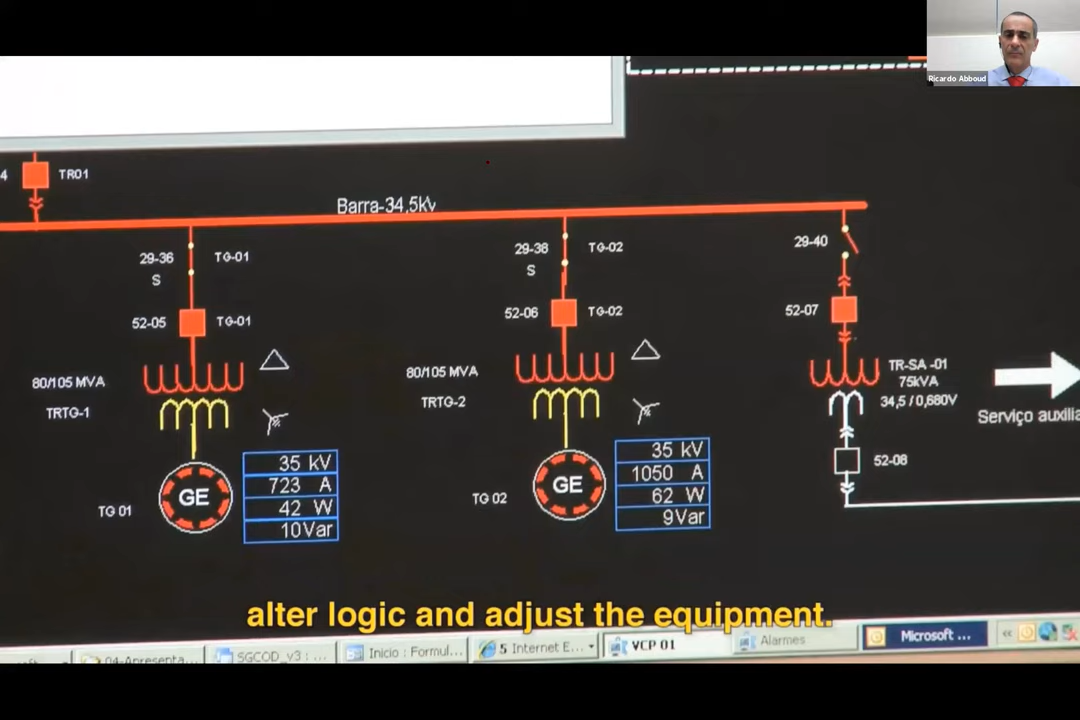 Ricardo Abboud
4
TR01
Barra-34,5kv
29-36
S
TG-01
29-38
S
TG-02
29-40
52-05
TG-01
52-06
TG-02
52-07
80/105 MVA
TRTG-1
80/105 MVA
TRTG-2
TR-SA -01
75kVA
34,5 / 0,680V
Serviço auxilia
35 kV
723 A
42 W
10Var
GE
TG 01
35 kV
1050 A
62 W
9Var
GE
TG 02
52-08
alter logic and adjust the equipment.
04-Apresenta...
SGCOD_v3 : ...
Inicio : Formul...
5 Internet E...
VCP 01
Alarmes
Microsoft ...